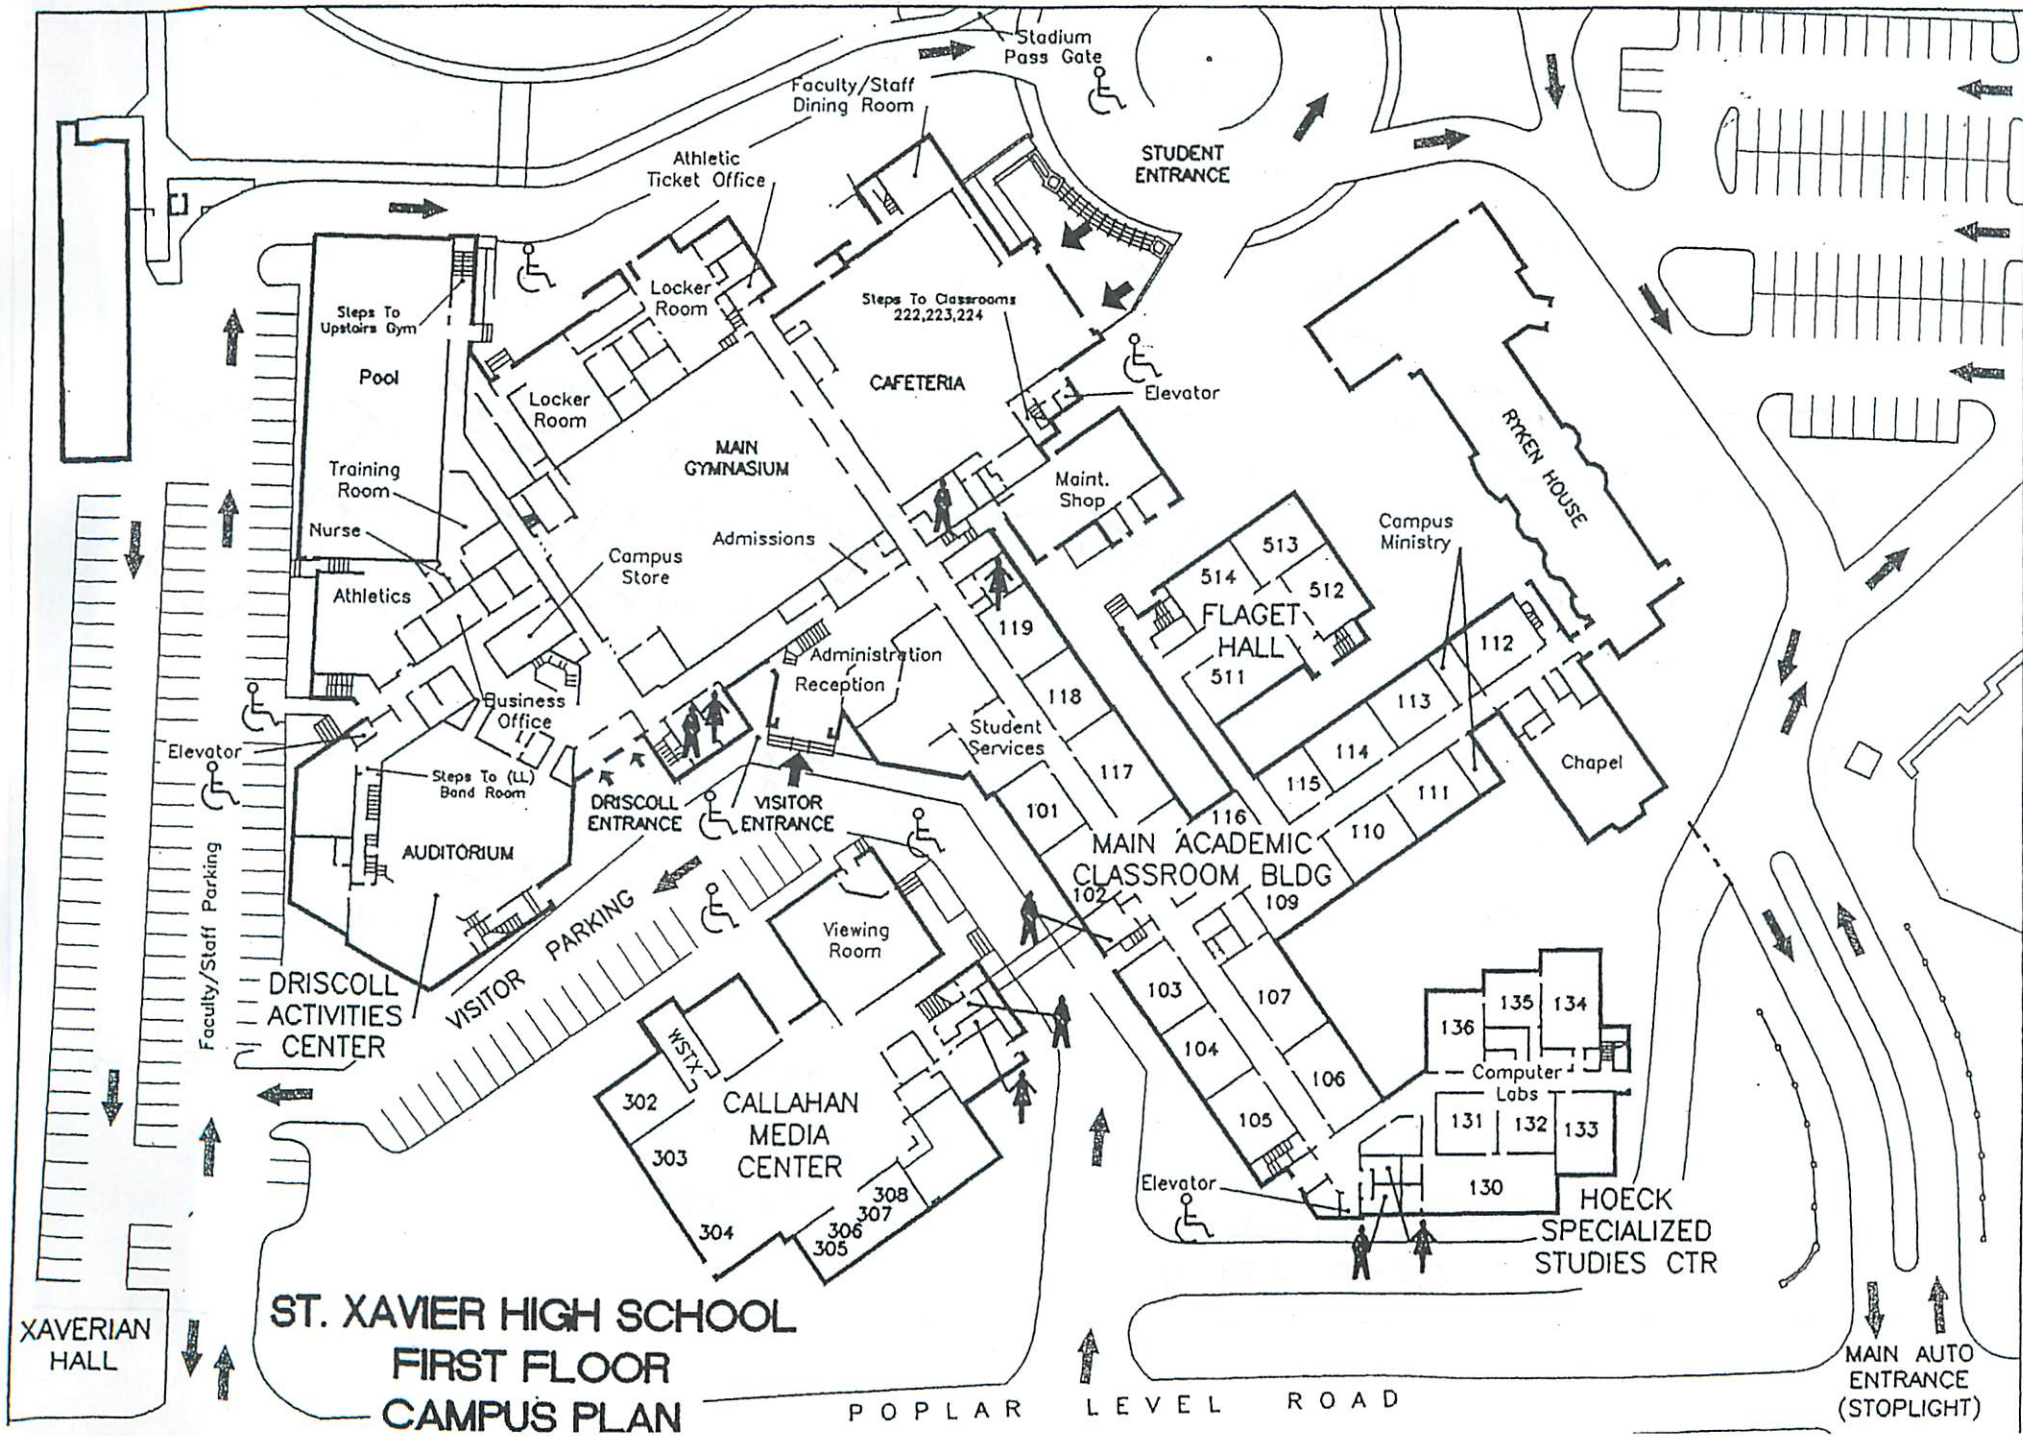 Stadium
Pass Gate
Faculty/Staff
Dining Room
STUDENT
ENTRANCE
Athletic
Ticket Office
Locker
Room
Steps To Classrooms
222,223,224
Steps To
Upstairs Gym
Pool
CAFETERIA
Elevator
Locker
Room
RYKEN HOUSE
MAIN
GYMNASIUM
Training
Room
Maint.
Shop
Nurse
Admissions
Campus
Ministry
513
514
512
Campus
Store
Athletics
FLAGET
HALL
119
112
511
Administration
Reception
118
113
Business
Office
Student
Services
114
Elevator
Steps To (LL)
Band Room
117
115
111
Chapel
DRISCOLL
ENTRANCE
VISITOR
ENTRANCE
101
116
110
AUDITORIUM
MAIN ACADEMIC
CLASSROOM BLDG
102
109
Faculty/Staff Parking
VISITOR PARKING
Viewing
Room
DRISCOLL
ACTIVITIES
CENTER
103
107
135
134
136
WSTX
104
106
Computer
Labs
302
CALLAHAN
MEDIA
CENTER
105
131
132
133
303
Elevator
130
308
307
306
305
304
HOECK
SPECIALIZED
STUDIES CTR
XAVERIAN
HALL
ST. XAVIER HIGH SCHOOL
FIRST FLOOR
CAMPUS PLAN
POPLAR LEVEL ROAD
MAIN AUTO
ENTRANCE
(STOPLIGHT)